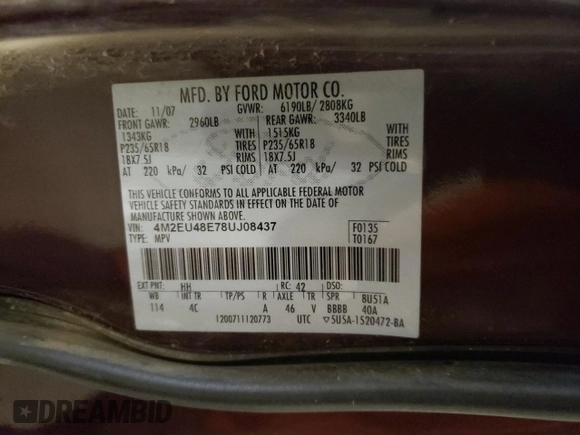 MFD. BY FORD MOTOR CO.
DATE: 11/07 GVWR: 6190LB/ 2808KG
FRONT GAWR: 2960LB REAR GAWR: 3340LB
1343KG WITH 1515KG WITH
P235/65R18 TIRES P235/65R18 TIRES
18X7.5J RIMS 18X7.5J RIMS
AT 220 kPa/ 32 PSI COLD AT 220 kPa/ 32 PSI COLD
THIS VEHICLE CONFORMS TO ALL APPLICABLE FEDERAL MOTOR
VEHICLE SAFETY STANDARDS IN EFFECT ON THE DATE OF
MANUFACTURE SHOWN ABOVE.
VIN: 4M2EU48E78UJ08437 F0135
TYPE: MPV T0167
EXT PNT: HH RC: 42 DSO:
WB INT TR TP/PS R AXLE TR SPR 8U51A
114 4C A 46 V BBBB 40A
1200711120773 UTC ▽5U5A-1520472-BA
DREAMBID